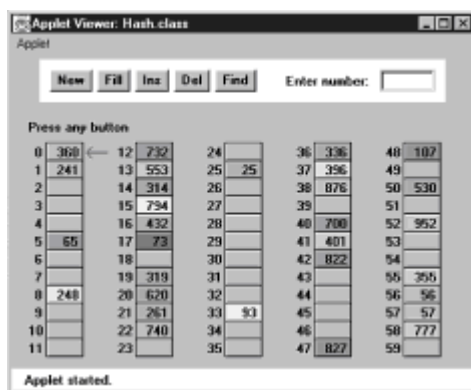 Applet Viewer: Hash.class
Applet
New Fill Ins Del Find Enter number:
Press any button
0 360 12 732 24 36 336 48 107
1 241 13 553 25 25 37 396 49
2 14 314 26 38 876 50 530
3 15 794 27 39 51
4 16 432 28 40 700 52 952
5 65 17 73 29 41 401 53
6 18 30 42 822 54
7 19 319 31 43 55 355
8 248 20 620 32 44 56 56
9 21 261 33 93 45 57 57
10 22 740 34 46 58 777
11 23 35 47 827 59
Applet started.